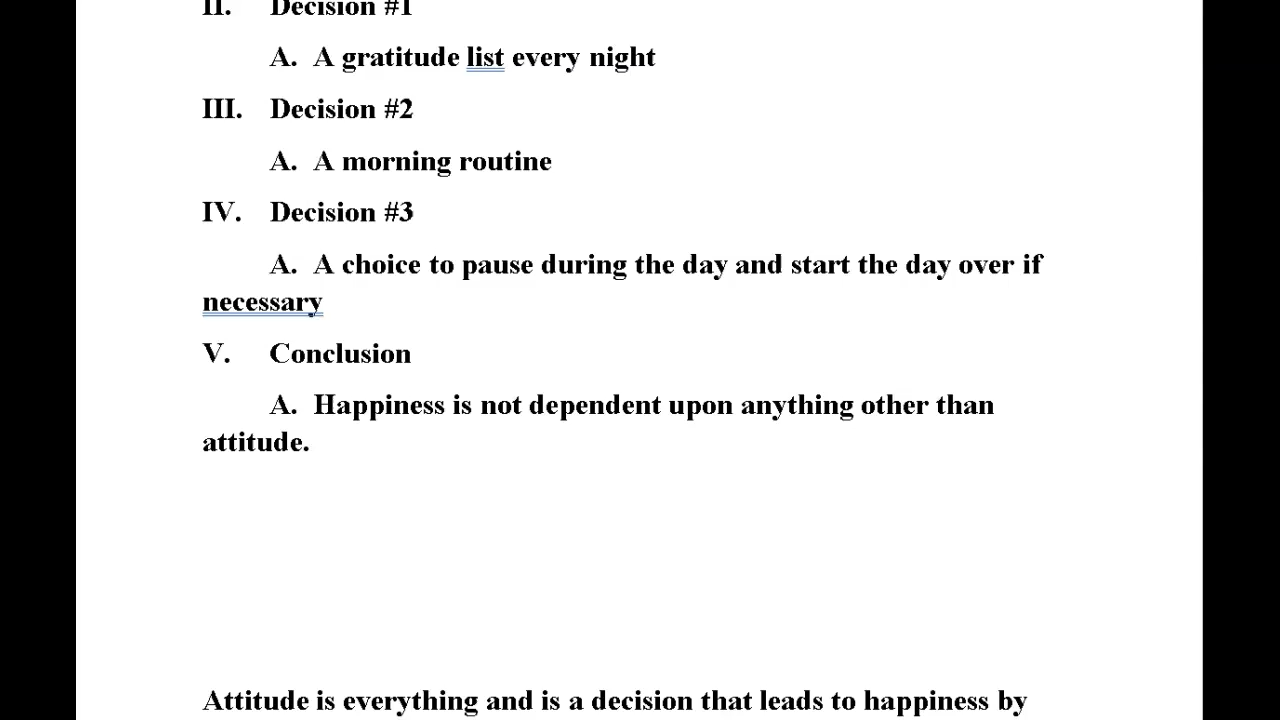 II. Decision #1
A. A gratitude list every night
III. Decision #2
A. A morning routine
IV. Decision #3
A. A choice to pause during the day and start the day over if
necessary
V. Conclusion
A. Happiness is not dependent upon anything other than
attitude.
Attitude is everything and is a decision that leads to happiness by